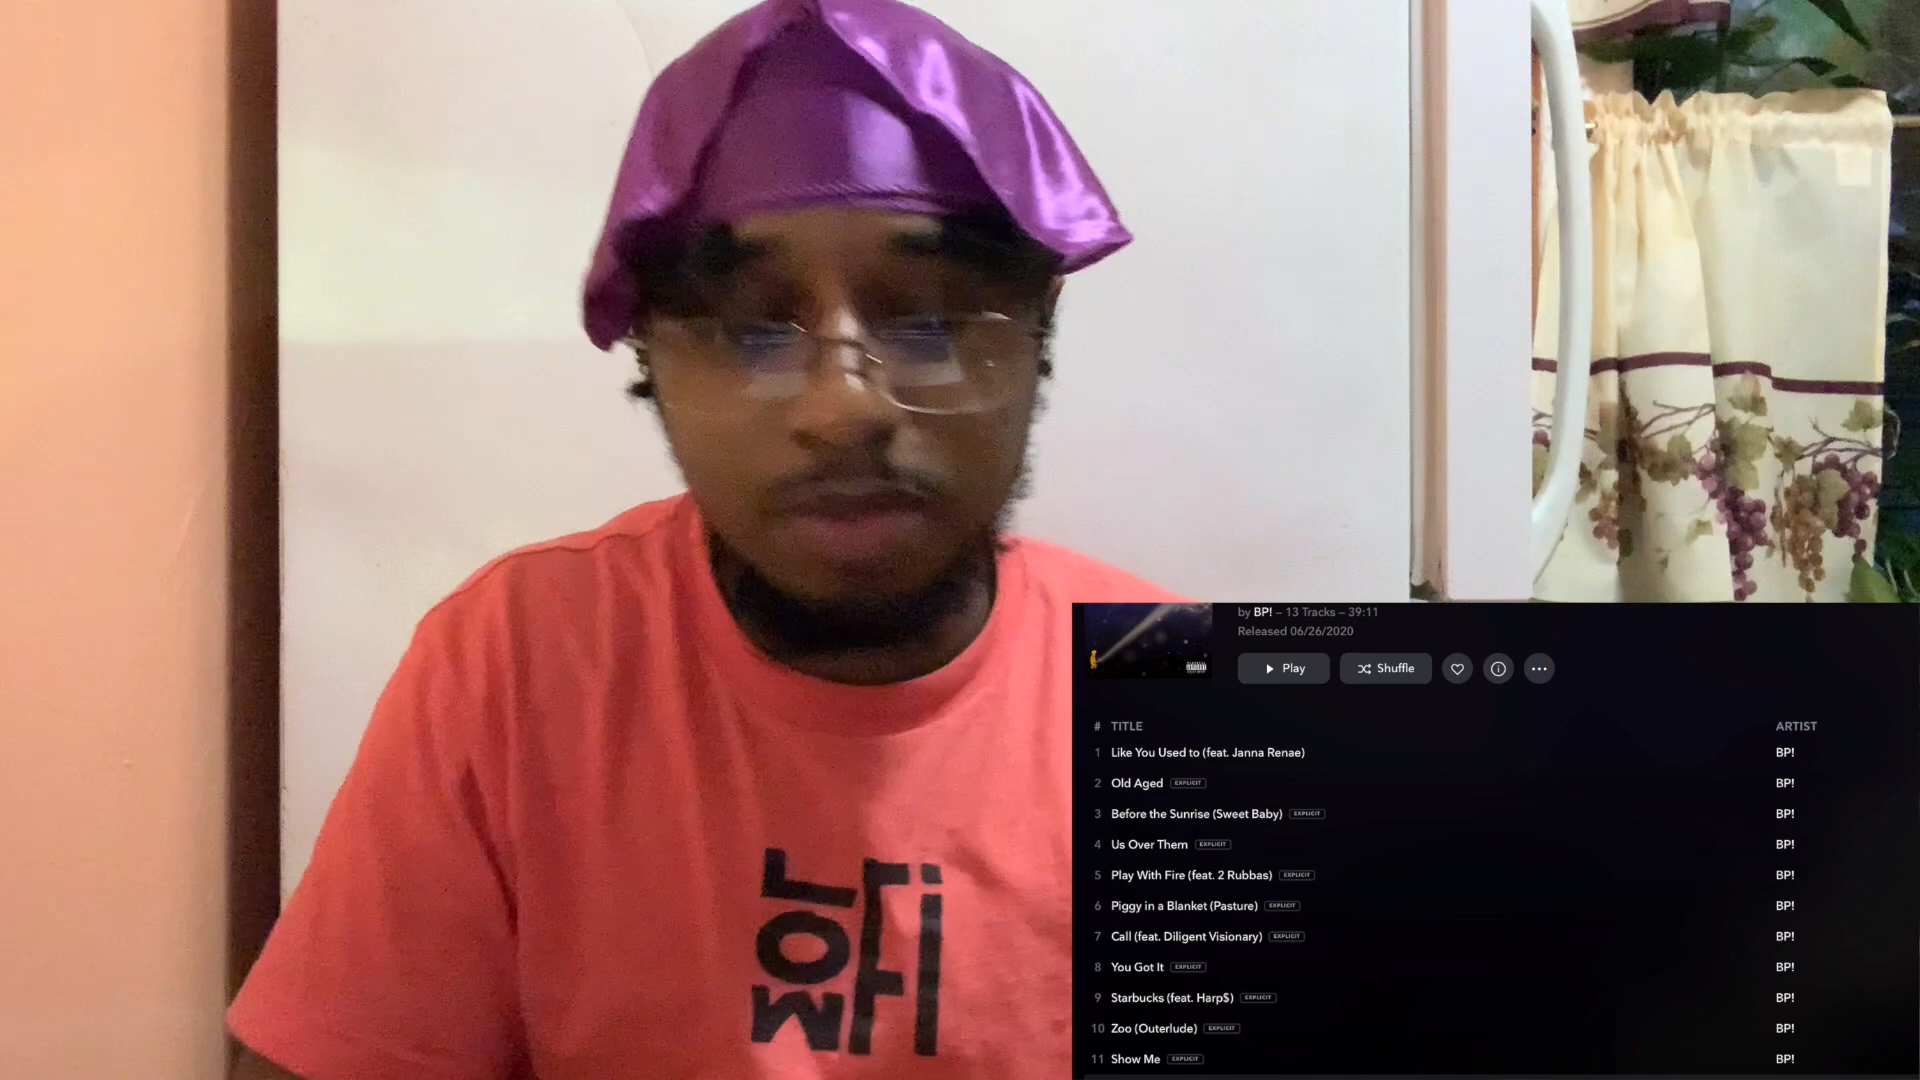 by BP! – 13 Tracks – 39:11
Released 06/26/2020
Play
Shuffle
# TITLE ARTIST
1 Like You Used to (feat. Janna Renae) BP!
2 Old Aged EXPLICIT BP!
3 Before the Sunrise (Sweet Baby) EXPLICIT BP!
4 Us Over Them EXPLICIT BP!
5 Play With Fire (feat. 2 Rubbas) EXPLICIT BP!
6 Piggy in a Blanket (Pasture) EXPLICIT BP!
7 Call (feat. Diligent Visionary) EXPLICIT BP!
8 You Got It EXPLICIT BP!
9 Starbucks (feat. Harp$) EXPLICIT BP!
10 Zoo (Outerlude) EXPLICIT BP!
11 Show Me EXPLICIT BP!